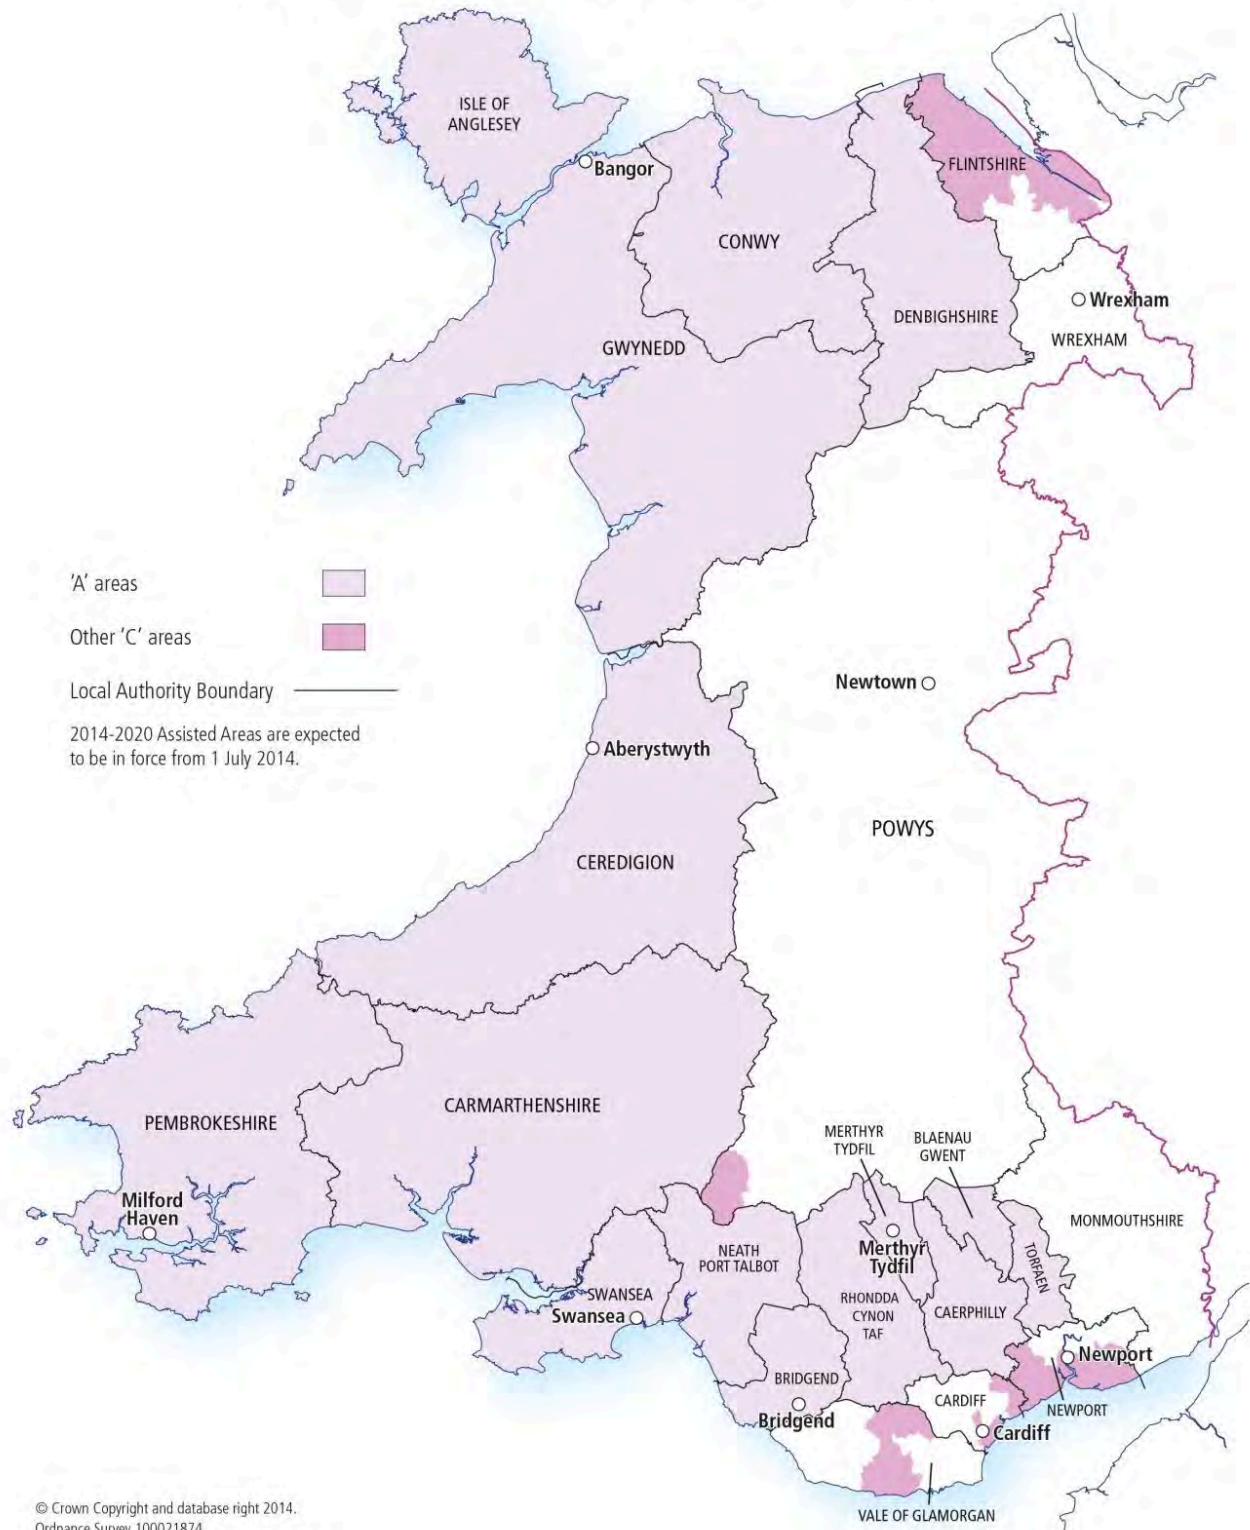 ISLE OF
ANGLESEY
Bangor
FLINTSHIRE
CONWY
Wrexham
DENBIGHSHIRE
WREXHAM
GWYNEDD
'A' areas
Other 'C' areas
Local Authority Boundary
2014-2020 Assisted Areas are expected
to be in force from 1 July 2014.
Newtown
Aberystwyth
POWYS
CEREDIGION
CARMARTHENSHIRE
PEMBROKESHIRE
MERTHYR
TYDFIL
BLAENAU
GWENT
Milford
Haven
MONMOUTHSHIRE
NEATH
PORT TALBOT
Merthyr
Tydfil
TORFAEN
SWANSEA
Swansea
RHONDDA
CYNON
TAF
CAERPHILLY
Newport
BRIDGEND
CARDIFF
NEWPORT
Bridgend
Cardiff
VALE OF GLAMORGAN
© Crown Copyright and database right 2014.
Ordnance Survey 100021874